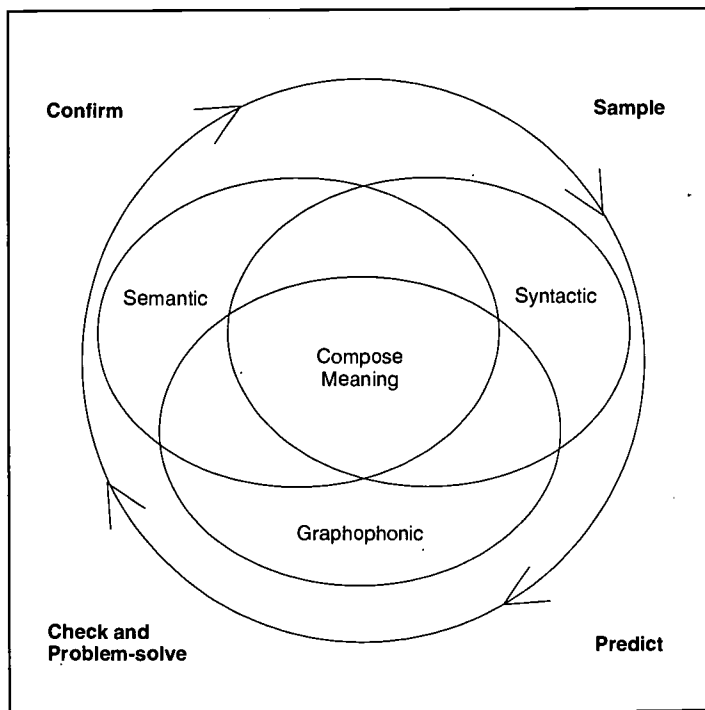 Confirm
Sample
Semantic
Syntactic
Compose
Meaning
Graphophonic
Check and
Problem-solve
Predict